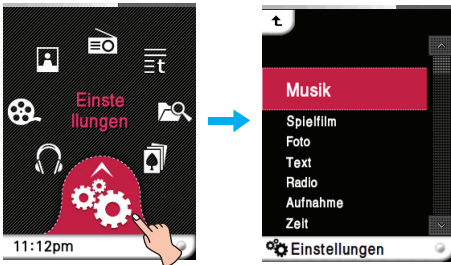 Einste
llungen
11:12pm
Musik
Spielfilm
Foto
Text
Radio
Aufnahme
Zeit
Einstellungen